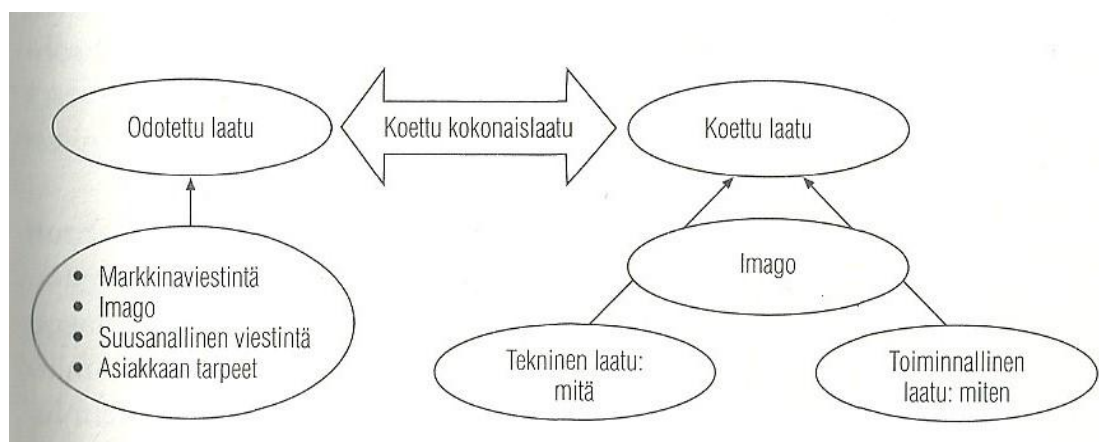 Odotettu laatu
Koettu kokonaislaatu
Koettu laatu
• Markkinaviestintä
• Imago
• Suusanallinen viestintä
• Asiakkaan tarpeet
Imago
Tekninen laatu:
mitä
Toiminnallinen
laatu: miten